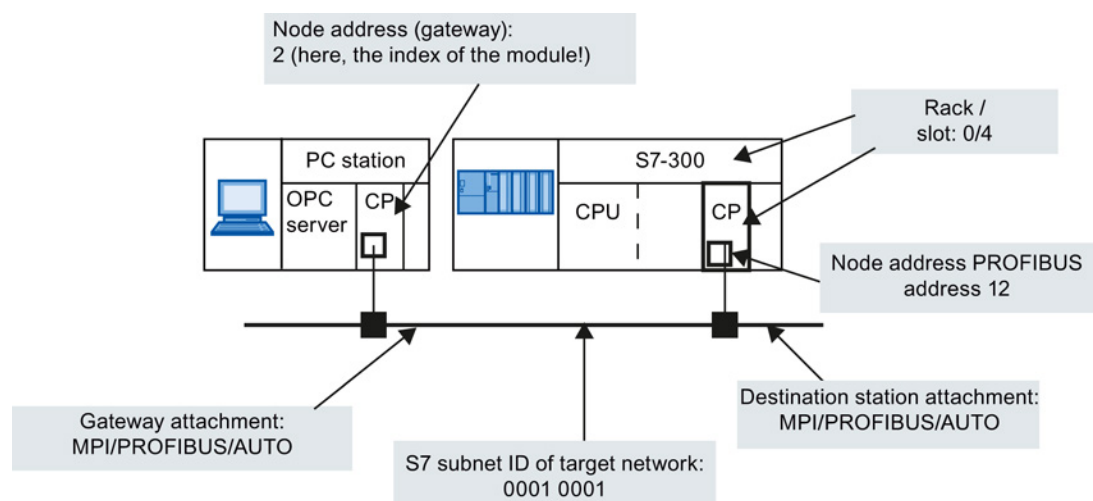 Node address (gateway):
2 (here, the index of the module!)
Rack /
slot: 0/4
PC station
S7-300
OPC
server
CP
CPU
CP
Node address PROFIBUS
address 12
Gateway attachment:
MPI/PROFIBUS/AUTO
Destination station attachment:
MPI/PROFIBUS/AUTO
S7 subnet ID of target network:
0001 0001